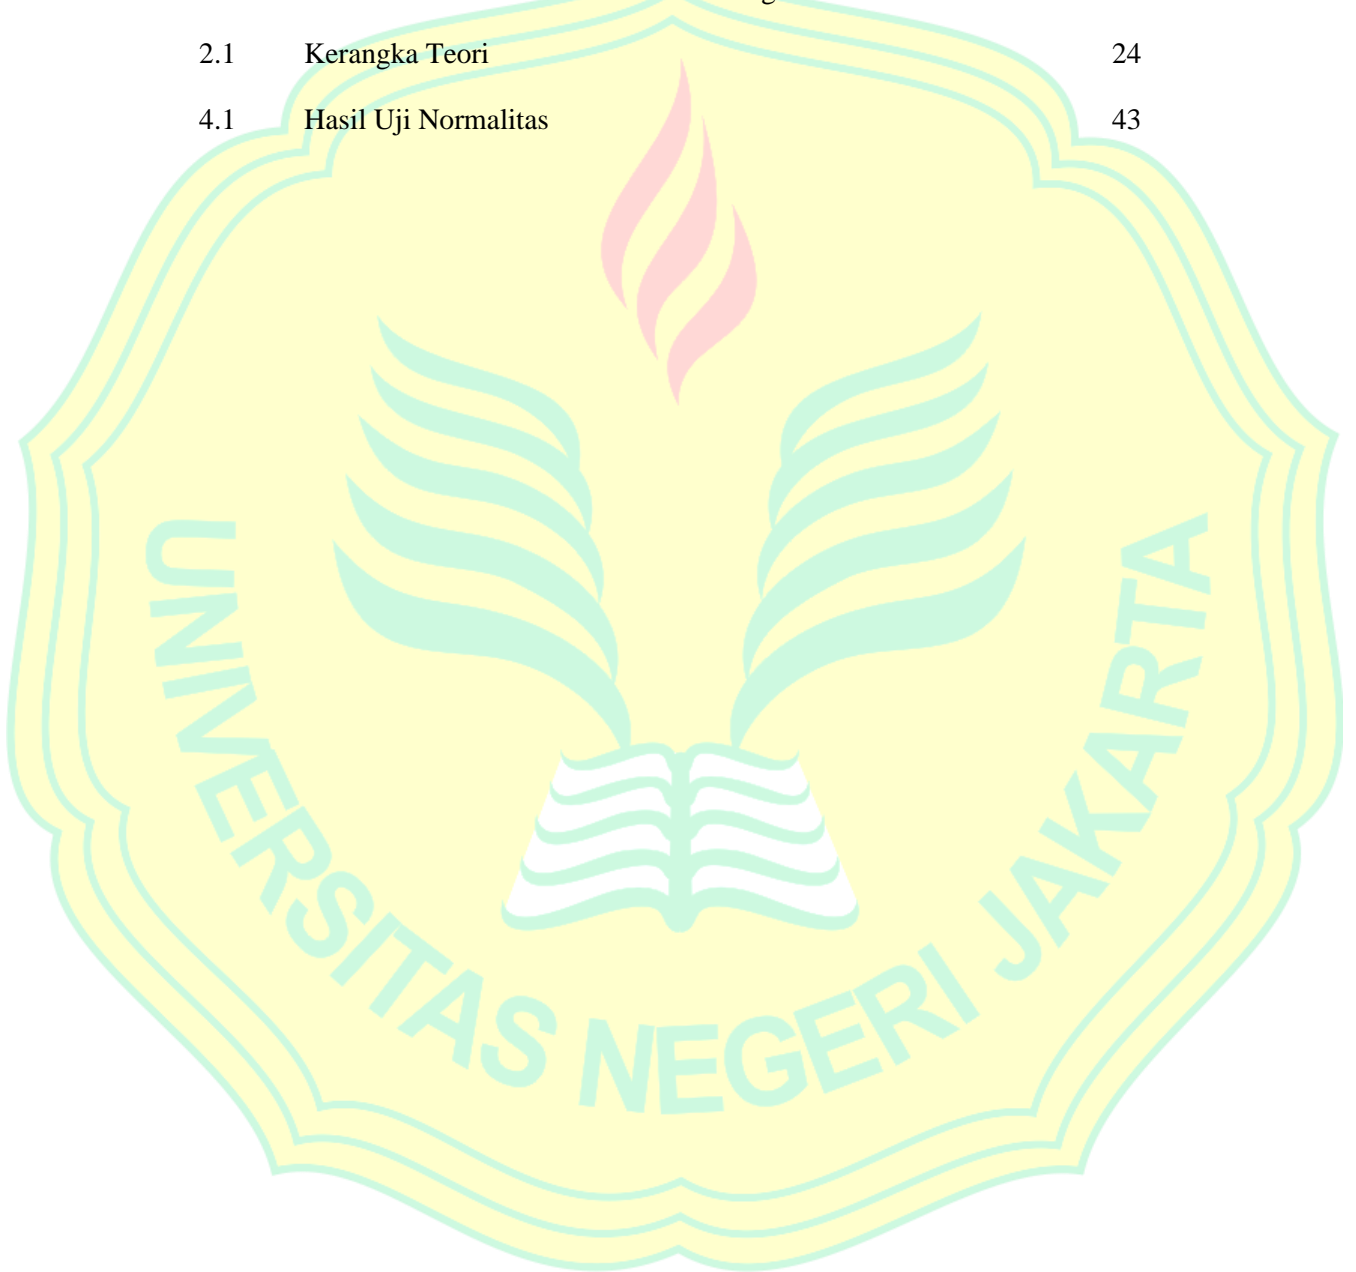 2.1 Kerangka Teori 24
4.1 Hasil Uji Normalitas 43
UNIVERSITAS NEGERI JAKARTA